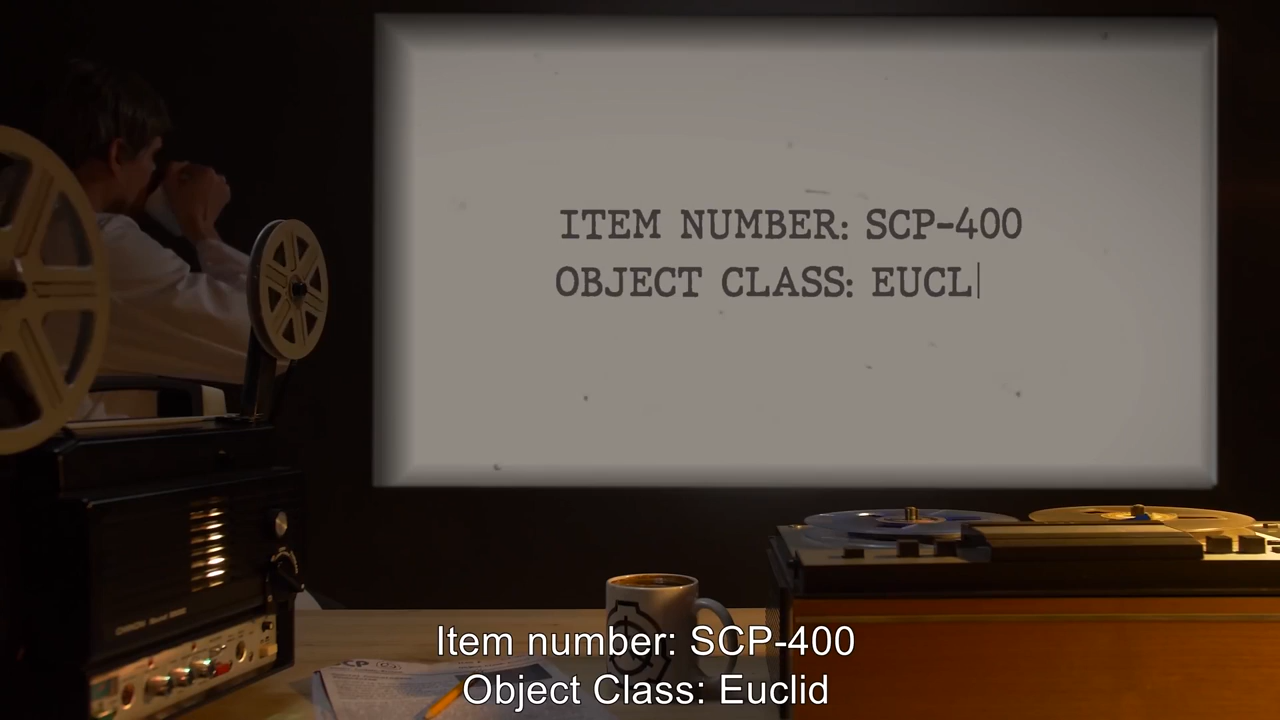 ITEM NUMBER: SCP-400
OBJECT CLASS: EUCL
Item number: SCP-400
Object Class: Euclid